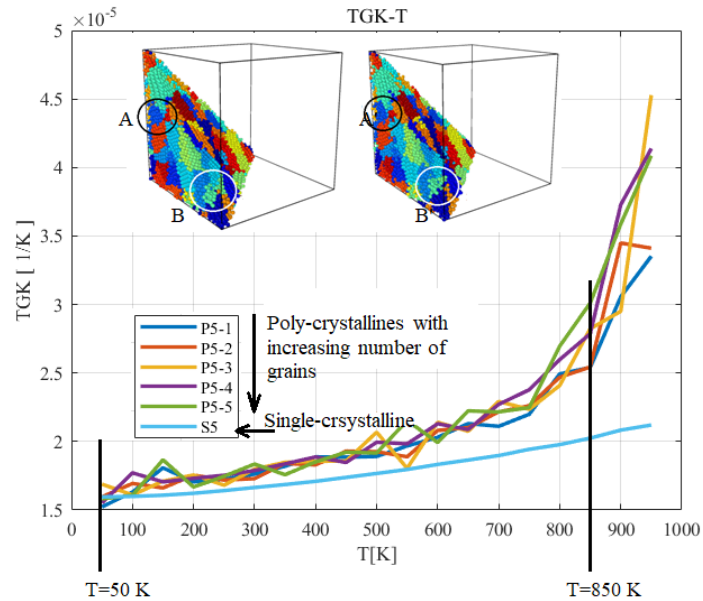 TGK-T
×10⁻⁵
5
4.5
4
3.5
3
2.5
2
1.5
TGK [ 1/K ]
A
B
A'
B'
P5-1
P5-2
P5-3
P5-4
P5-5
S5
Poly-crystallines with
increasing number of
grains
Single-crsystalline
0
100
200
300
400
500
600
700
800
900
1000
T[K]
T=50 K
T=850 K